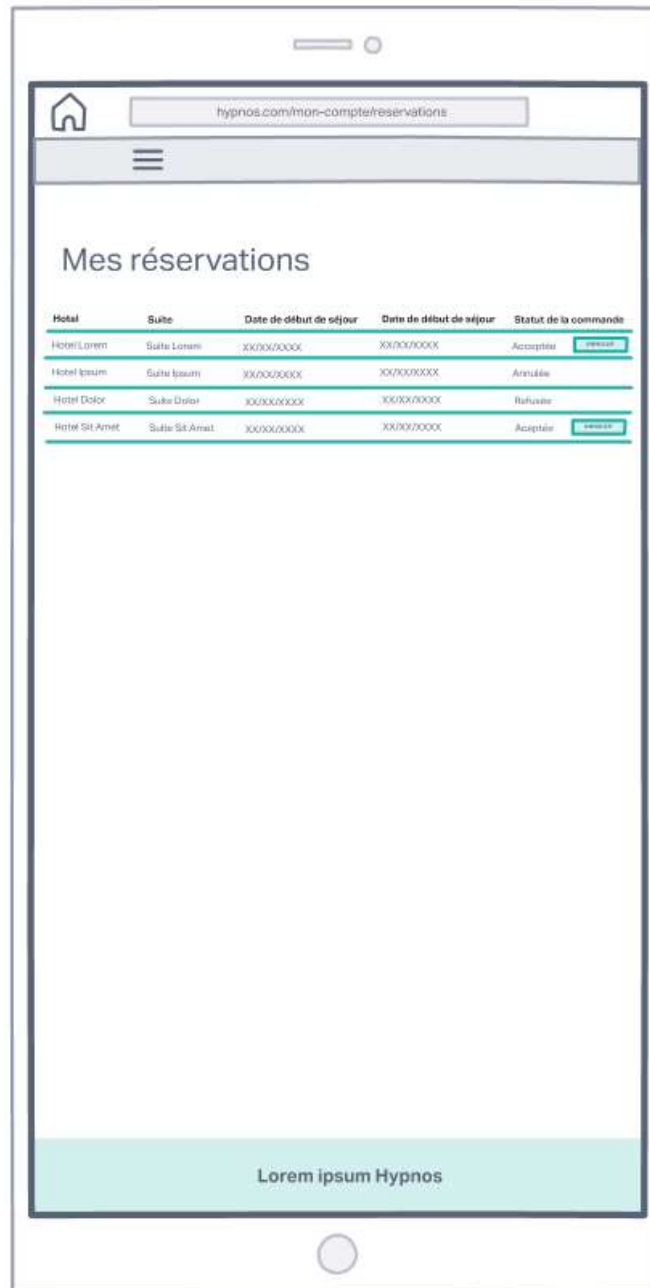 hypnos.com/mon-compte/reservations
Mes réservations
Hotel Suite Date de début de séjour Date de début de séjour Statut de la commande
Hotel Lorem Suite Lorem XX/XX/XXXX XX/XX/XXXX Acceptée
Hotel Ipsum Suite Ipsum XX/XX/XXXX XX/XX/XXXX Annulée
Hotel Dolor Suite Dolor XX/XX/XXXX XX/XX/XXXX Refusée
Hotel Sit Amet Suite Sit Amet XX/XX/XXXX XX/XX/XXXX Aceptée
Lorem ipsum Hypnos